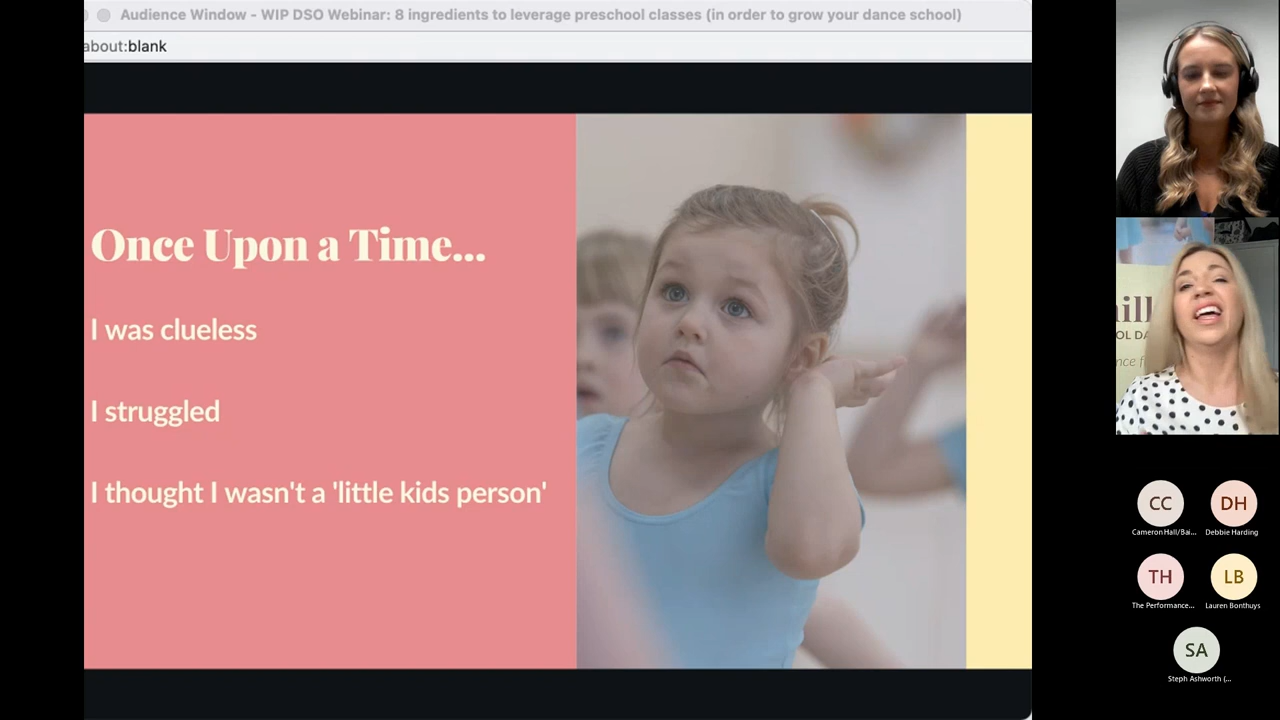 Audience Window - WIP DSO Webinar: 8 ingredients to leverage preschool classes (in order to grow your dance school)
about:blank
Once Upon a Time...
I was clueless
I struggled
I thought I wasn't a 'little kids person'
CC
DH
Cameron Hall/Bai...
Debbie Harding
TH
LB
The Performance...
Lauren Bonthuys
SA
Steph Ashworth (...